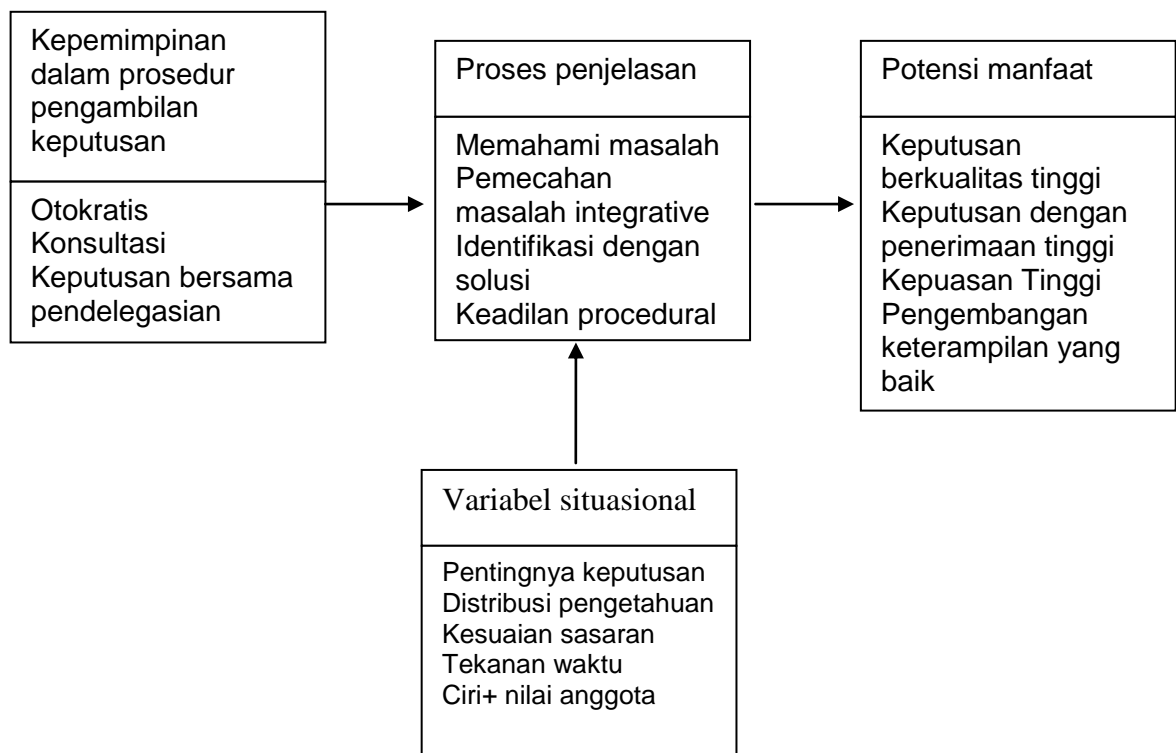 Kepemimpinan
dalam prosedur
pengambilan
keputusan
Otokratis
Konsultasi
Keputusan bersama
pendelegasian
Proses penjelasan
Memahami masalah
Pemecahan
masalah integrative
Identifikasi dengan
solusi
Keadilan procedural
Potensi manfaat
Keputusan
berkualitas tinggi
Keputusan dengan
penerimaan tinggi
Kepuasan Tinggi
Pengembangan
keterampilan yang
baik
Variabel situasional
Pentingnya keputusan
Distribusi pengetahuan
Kesuaian sasaran
Tekanan waktu
Ciri+ nilai anggota